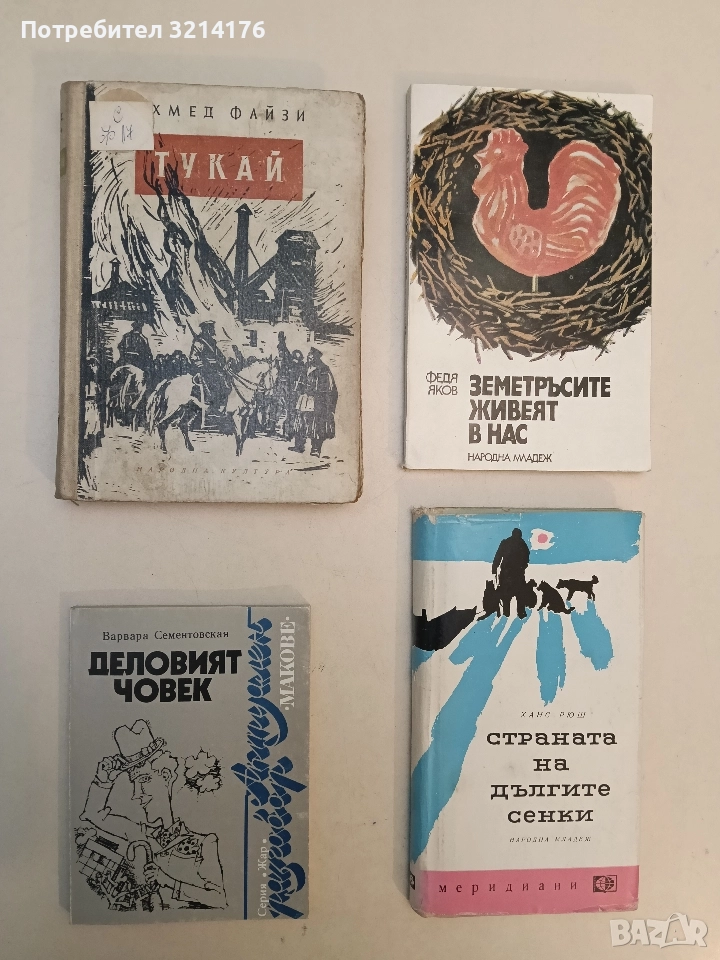 Потребител 3214176
ХМЕД ФАЙЗИ
ТУКАЙ
НАРОДНА КУЛТУРА
ФЕДЯ
ЯКОВ
ЗЕМЕТРЪСИТЕ
ЖИВЕЯТ
В НАС
НАРОДНА МЛАДЕЖ
Варвара Сементовская
ДЕЛОВИЯТ
ЧОВЕК
• МАКОВЕ •
Серия • Жар •
ХАНС РЮШ
СТРАНАТА
НА
ДЪЛГИТЕ
СЕНКИ
НАРОДНА МЛАДЕЖ
меридиани
BAZAR